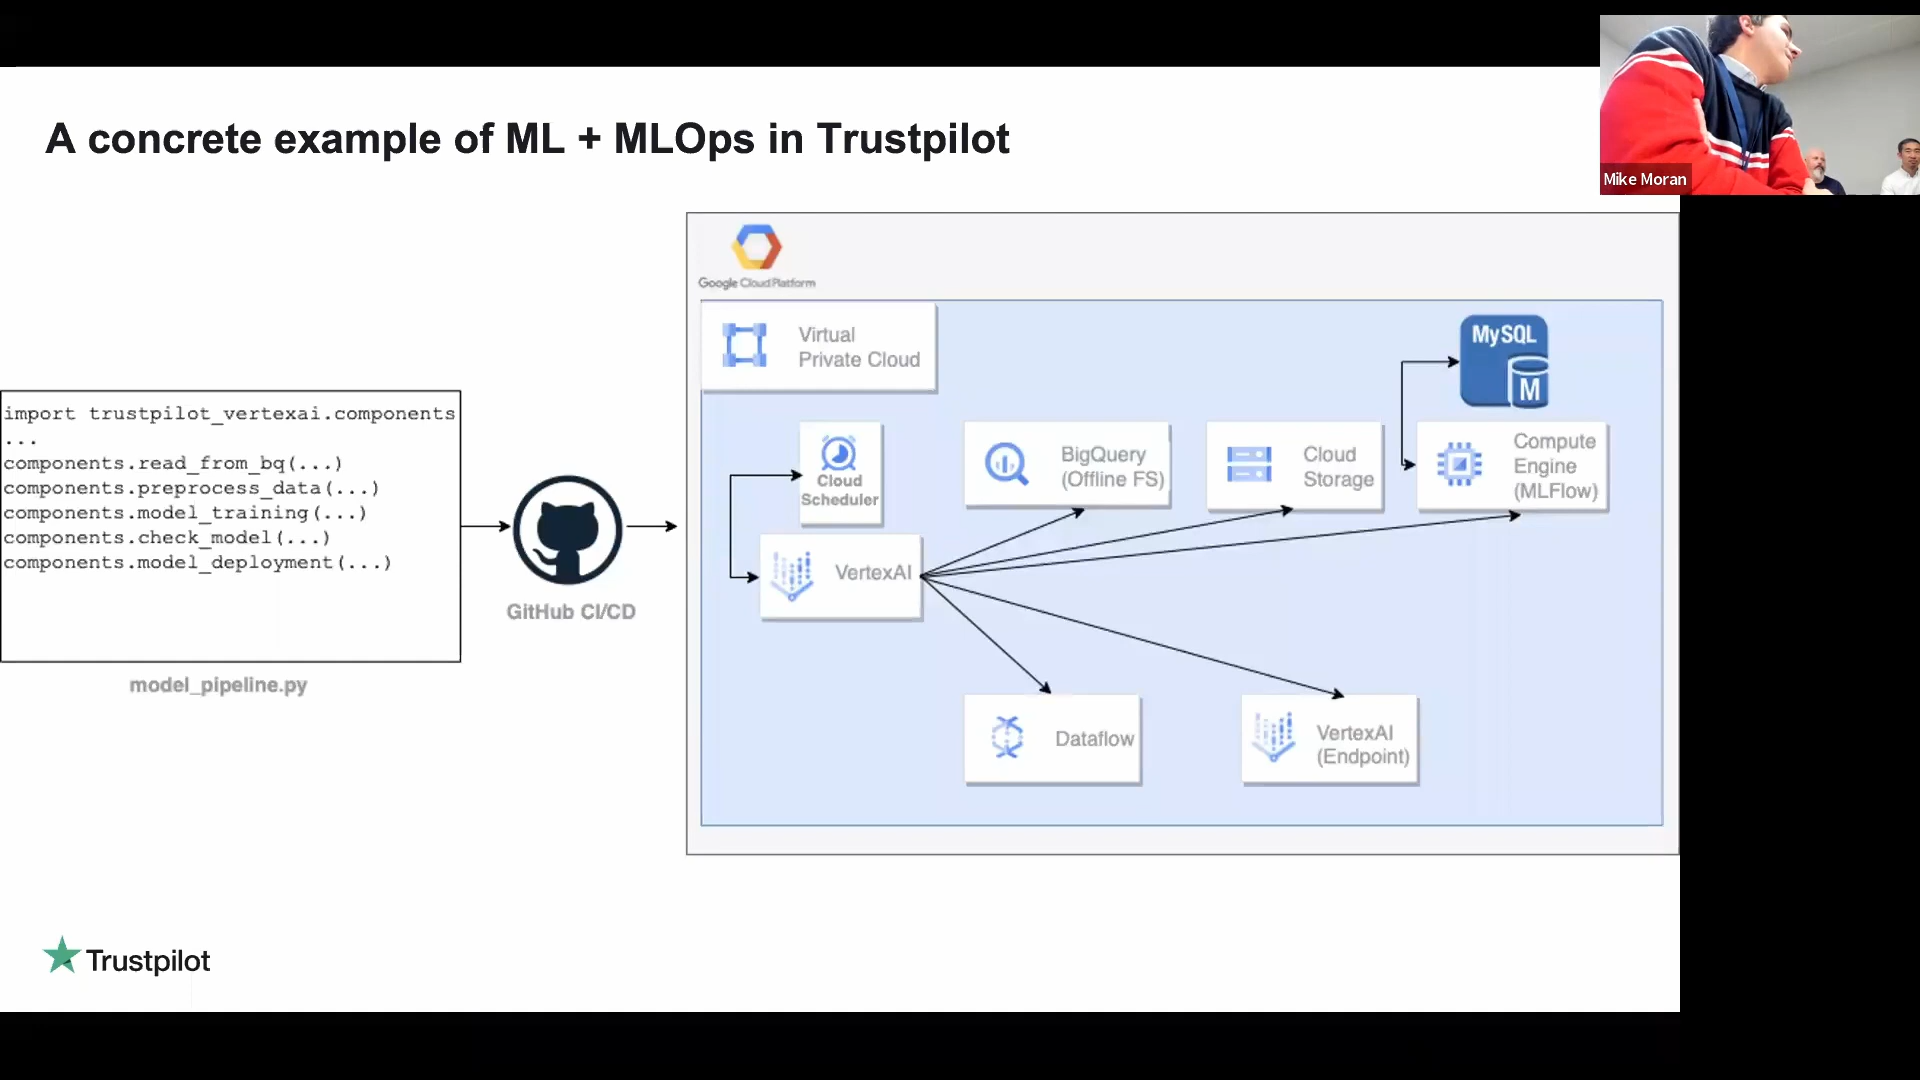 A concrete example of ML + MLOps in Trustpilot
Mike Moran
Google Cloud Platform
Virtual
Private Cloud
MySQL
M
import trustpilot_vertexai.components
...
components.read_from_bq(...)
components.preprocess_data(...)
components.model_training(...)
components.check_model(...)
components.model_deployment(...)
model_pipeline.py
GitHub CI/CD
Cloud
Scheduler
BigQuery
(Offline FS)
Cloud
Storage
Compute
Engine
(MLFlow)
VertexAI
Dataflow
VertexAI
(Endpoint)
Trustpilot